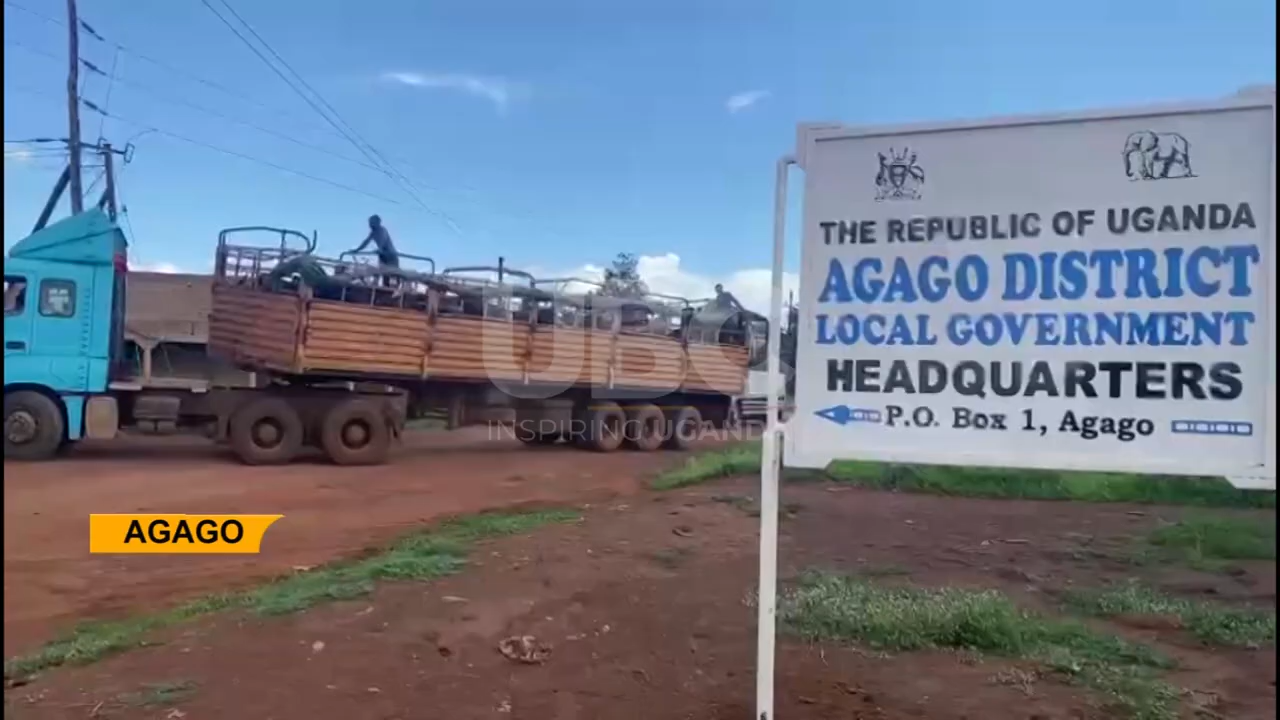 THE REPUBLIC OF UGANDA
AGAGO DISTRICT
LOCAL GOVERNMENT
HEADQUARTERS
P.O. Box 1, Agago
UBC
INSPIRING UGANDA
AGAGO